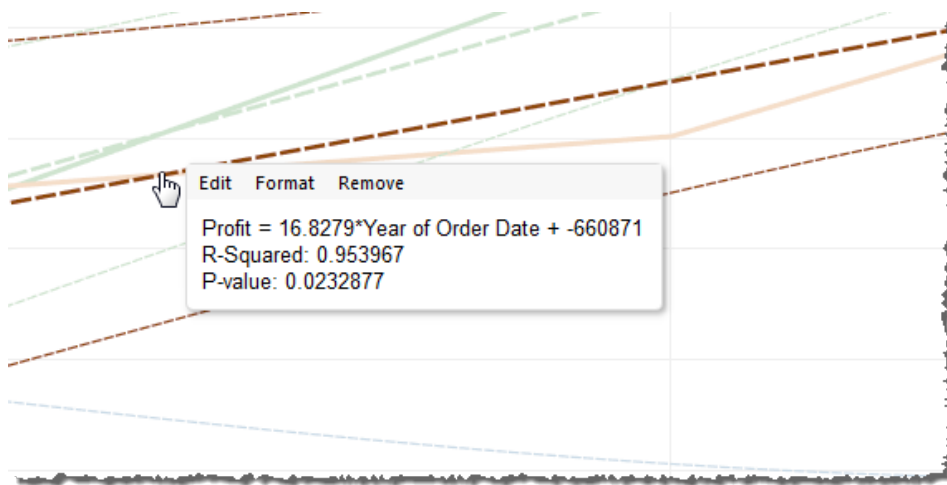 Edit Format Remove
Profit = 16.8279*Year of Order Date + -660871
R-Squared: 0.953967
P-value: 0.0232877